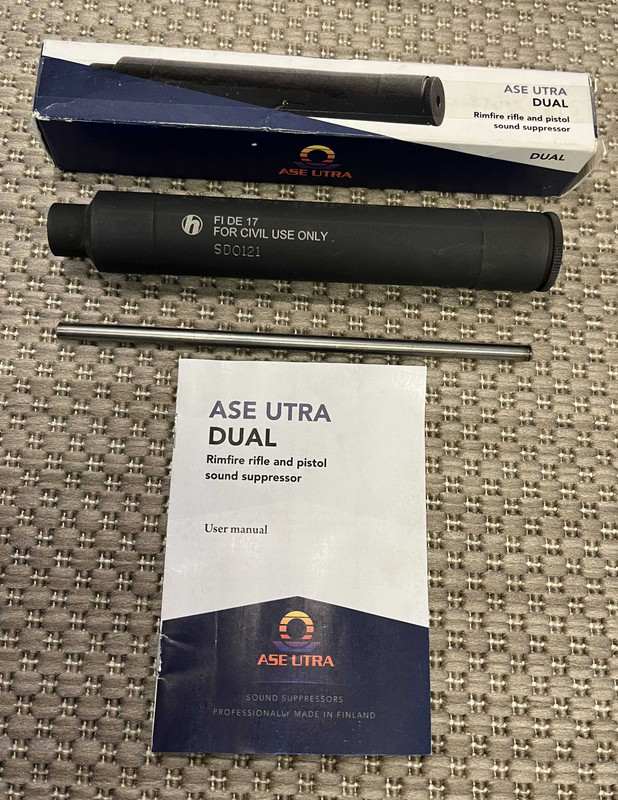 ASE UTRA
DUAL
Rimfire rifle and pistol
sound suppressor
DUAL
ASE UTRA
h
FI DE 17
FOR CIVIL USE ONLY
SD0121
ASE UTRA
DUAL
Rimfire rifle and pistol
sound suppressor
User manual
ASE UTRA
SOUND SUPPRESSORS
PROFESSIONALLY MADE IN FINLAND